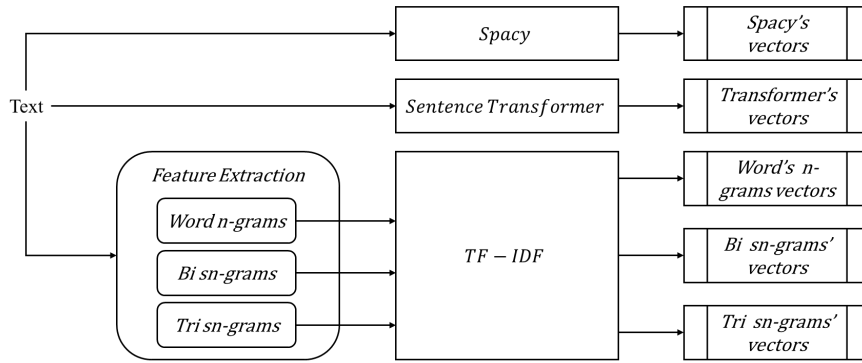 Text
Spacy
Spacy's
vectors
Sentence Transformer
Transformer's
vectors
Feature Extraction
Word n-grams
Bi sn-grams
Tri sn-grams
TF − IDF
Word's n-
grams vectors
Bi sn-grams'
vectors
Tri sn-grams'
vectors